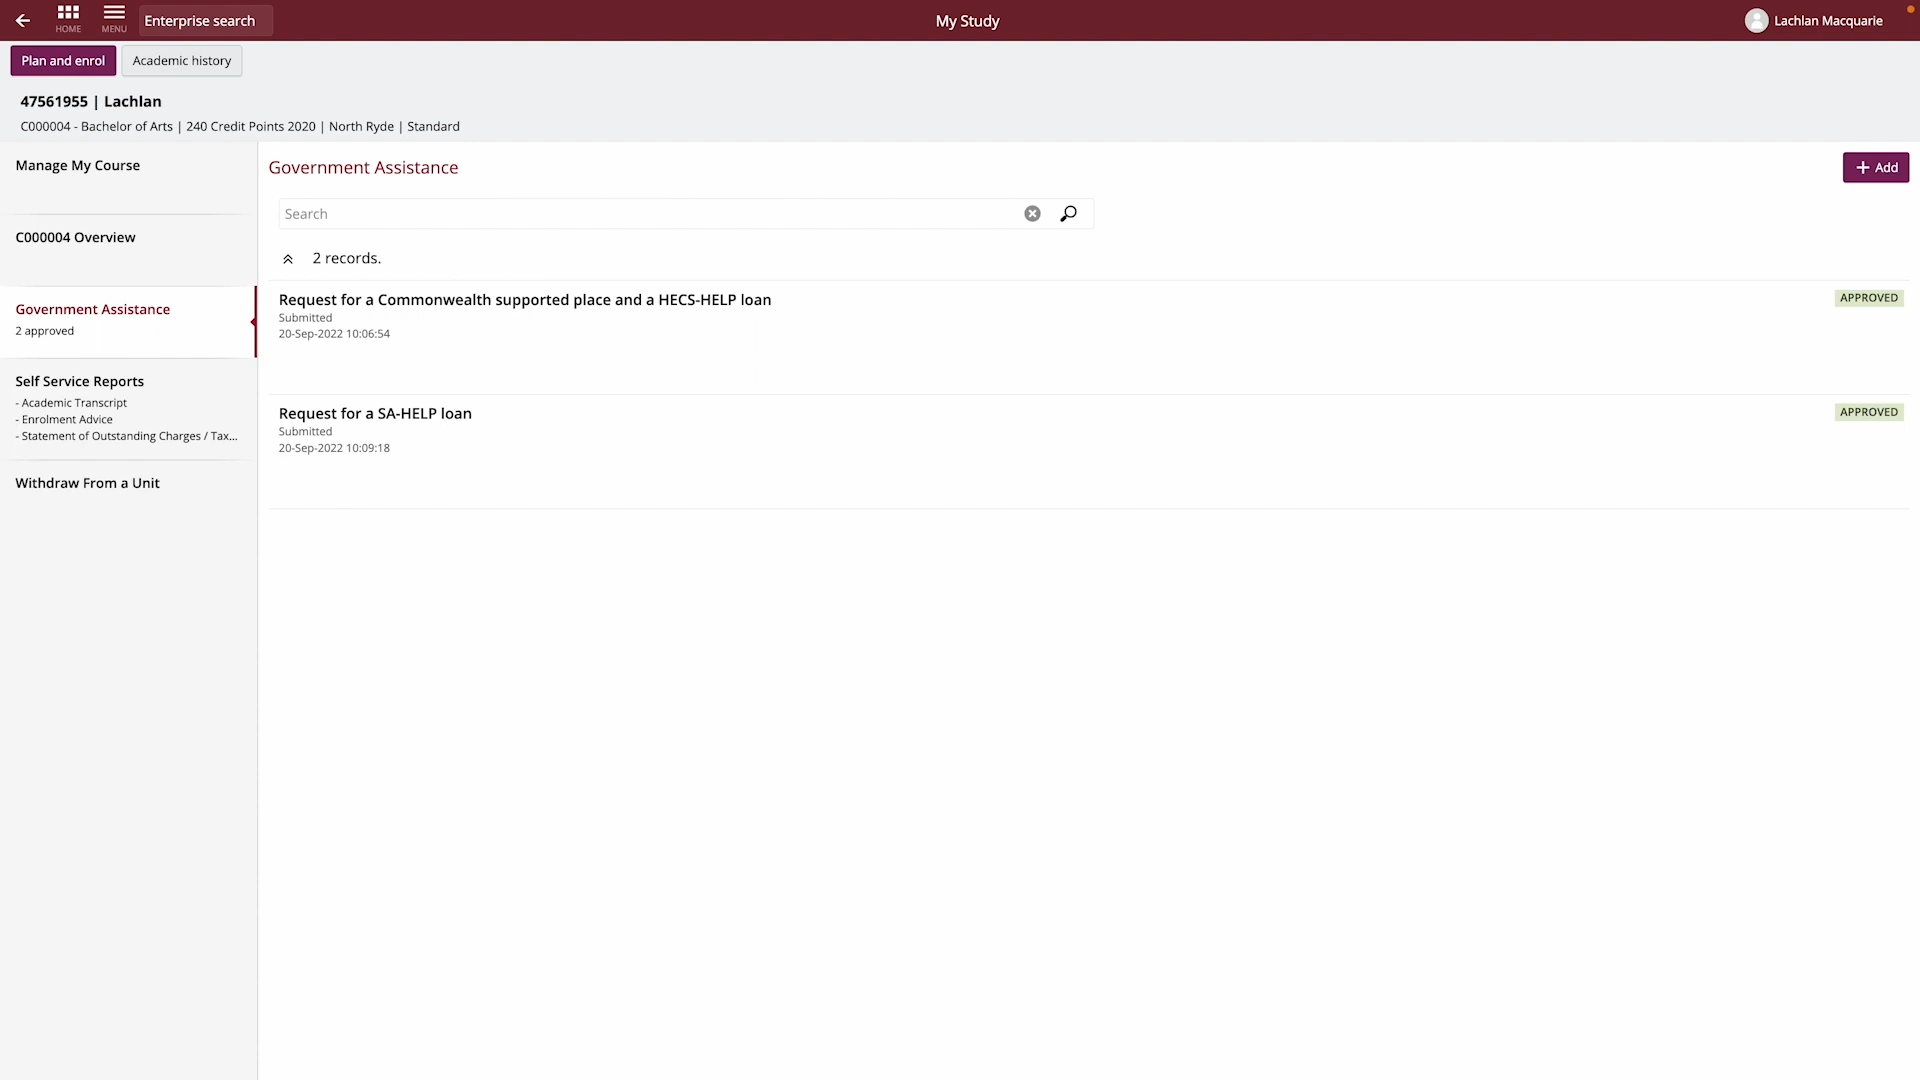 HOME
MENU
Enterprise search
My Study
Lachlan Macquarie
Plan and enrol
Academic history
47561955 | Lachlan
C000004 - Bachelor of Arts | 240 Credit Points 2020 | North Ryde | Standard
Manage My Course
C000004 Overview
Government Assistance
2 approved
Self Service Reports
- Academic Transcript
- Enrolment Advice
- Statement of Outstanding Charges / Tax...
Withdraw From a Unit
Government Assistance
+ Add
Search
2 records.
Request for a Commonwealth supported place and a HECS-HELP loan
APPROVED
Submitted
20-Sep-2022 10:06:54
Request for a SA-HELP loan
APPROVED
Submitted
20-Sep-2022 10:09:18